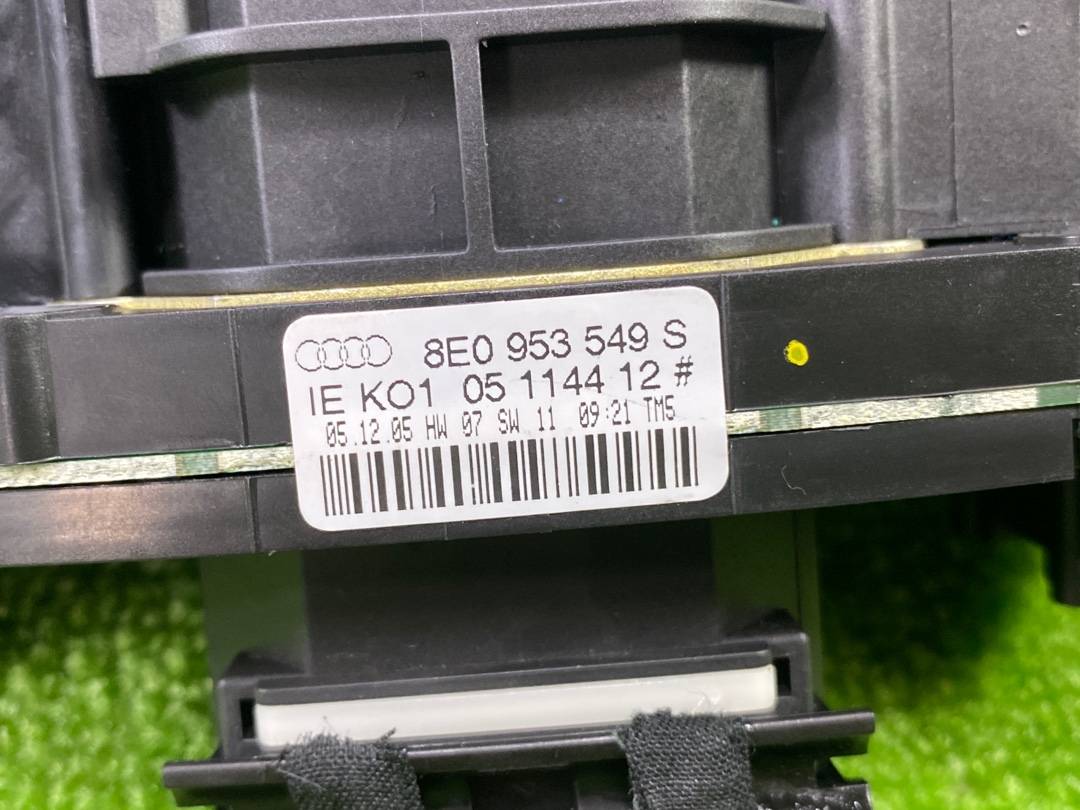 8E0 953 549 S
IE KO1 05 1144 12 #
05.12.05 HW 07 SW 11 09:21 TM5